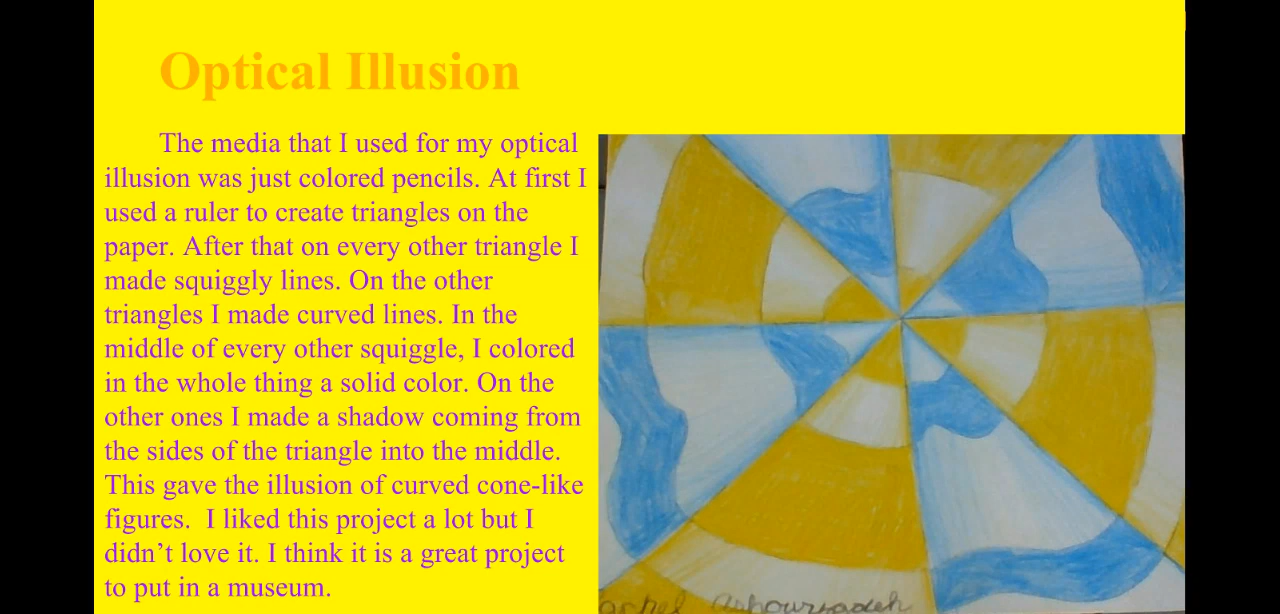 Optical Illusion
The media that I used for my optical
illusion was just colored pencils. At first I
used a ruler to create triangles on the
paper. After that on every other triangle I
made squiggly lines. On the other
triangles I made curved lines. In the
middle of every other squiggle, I colored
in the whole thing a solid color. On the
other ones I made a shadow coming from
the sides of the triangle into the middle.
This gave the illusion of curved cone-like
figures.  I liked this project a lot but I
didn’t love it. I think it is a great project
to put in a museum.